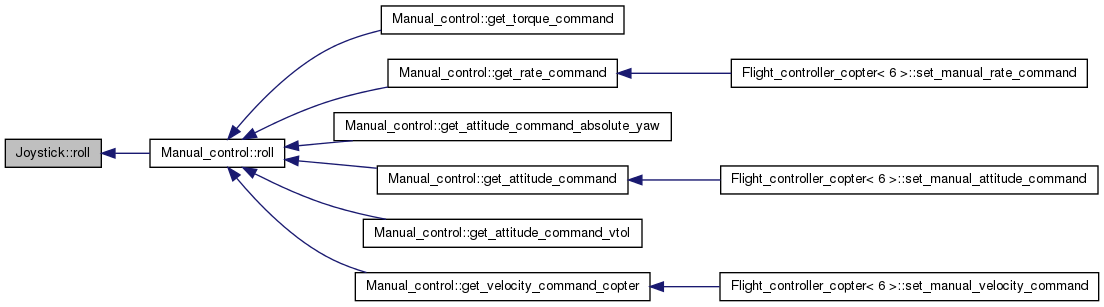 Manual_control::get_torque_command
Manual_control::get_rate_command
Flight_controller_copter< 6 >::set_manual_rate_command
Manual_control::get_attitude_command_absolute_yaw
Joystick::roll
Manual_control::roll
Manual_control::get_attitude_command
Flight_controller_copter< 6 >::set_manual_attitude_command
Manual_control::get_attitude_command_vtol
Manual_control::get_velocity_command_copter
Flight_controller_copter< 6 >::set_manual_velocity_command